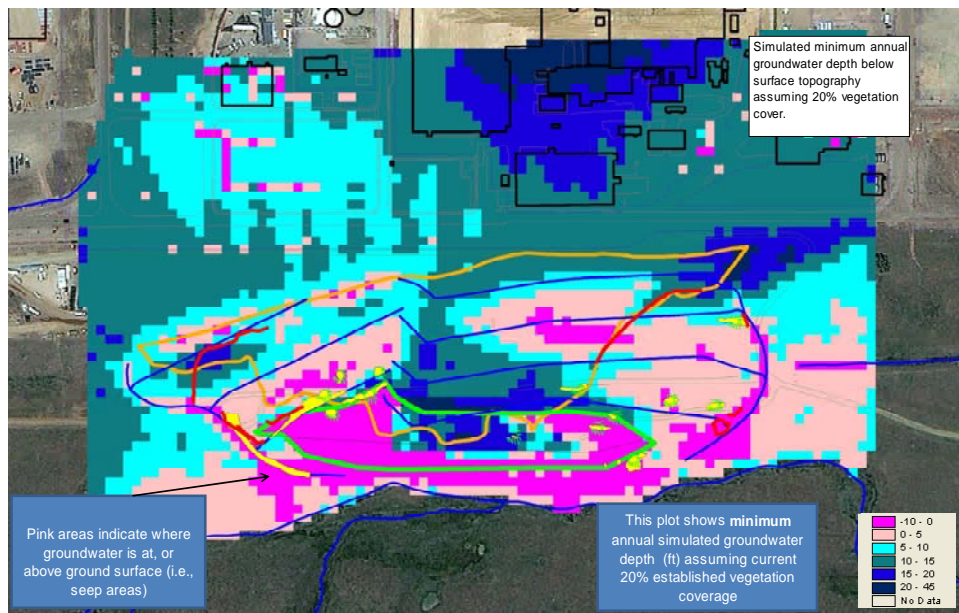 Simulated minimum annual
groundwater depth below
surface topography
assuming 20% vegetation
cover.
Pink areas indicate where
groundwater is at, or
above ground surface (i.e.,
seep areas)
This plot shows minimum
annual simulated groundwater
depth (ft) assuming current
20% established vegetation
coverage
-10 - 0
0 - 5
5 - 10
10 - 15
15 - 20
20 - 45
No Data